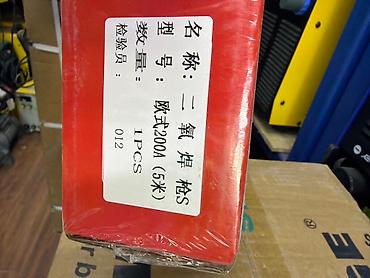 名 称: 二 氧 焊 枪S
型 号: 欧式200A (5米)
数量: 1PCS
检验员: 012